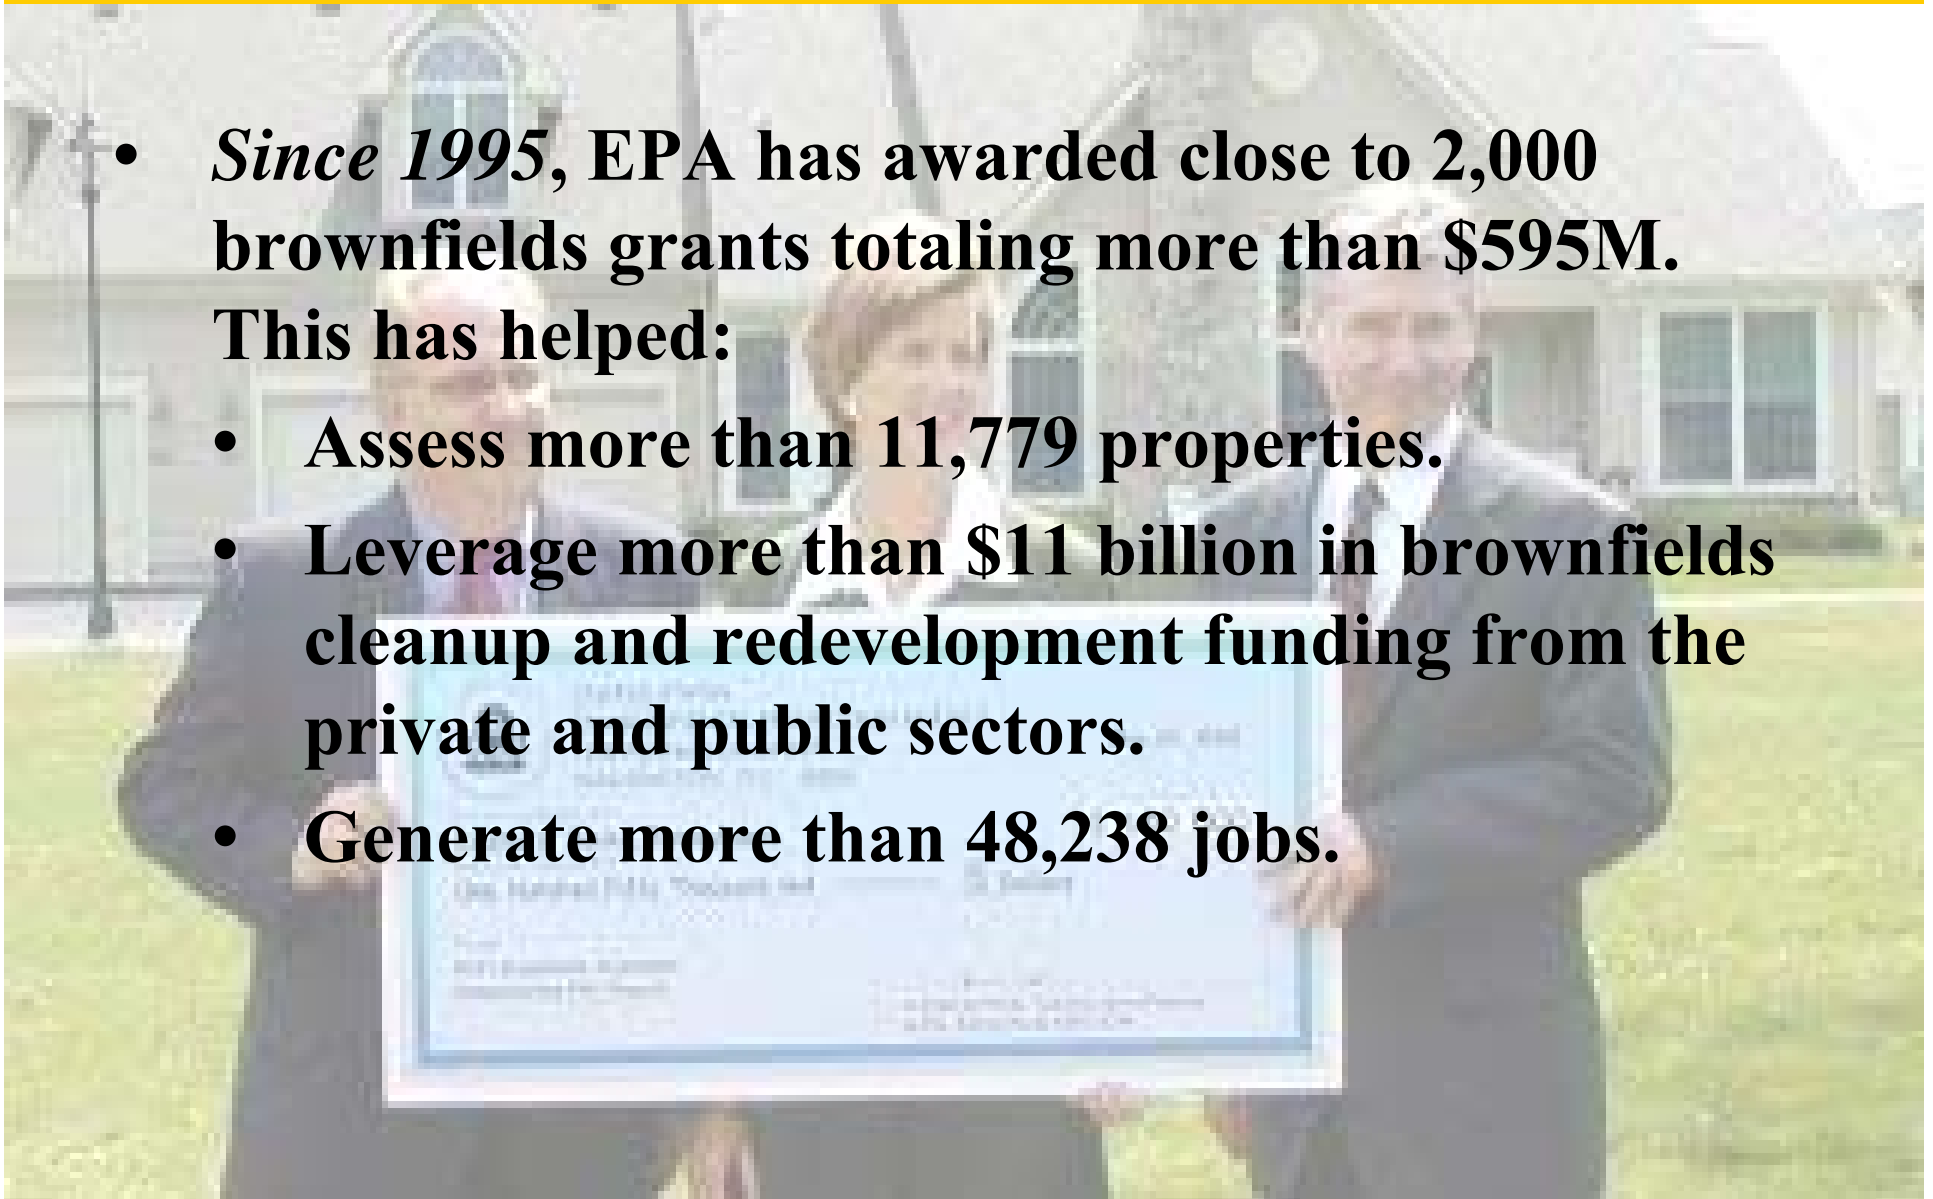 • Since 1995, EPA has awarded close to 2,000
brownfields grants totaling more than $595M.
This has helped:
• Assess more than 11,779 properties.
• Leverage more than $11 billion in brownfields
cleanup and redevelopment funding from the
private and public sectors.
• Generate more than 48,238 jobs.